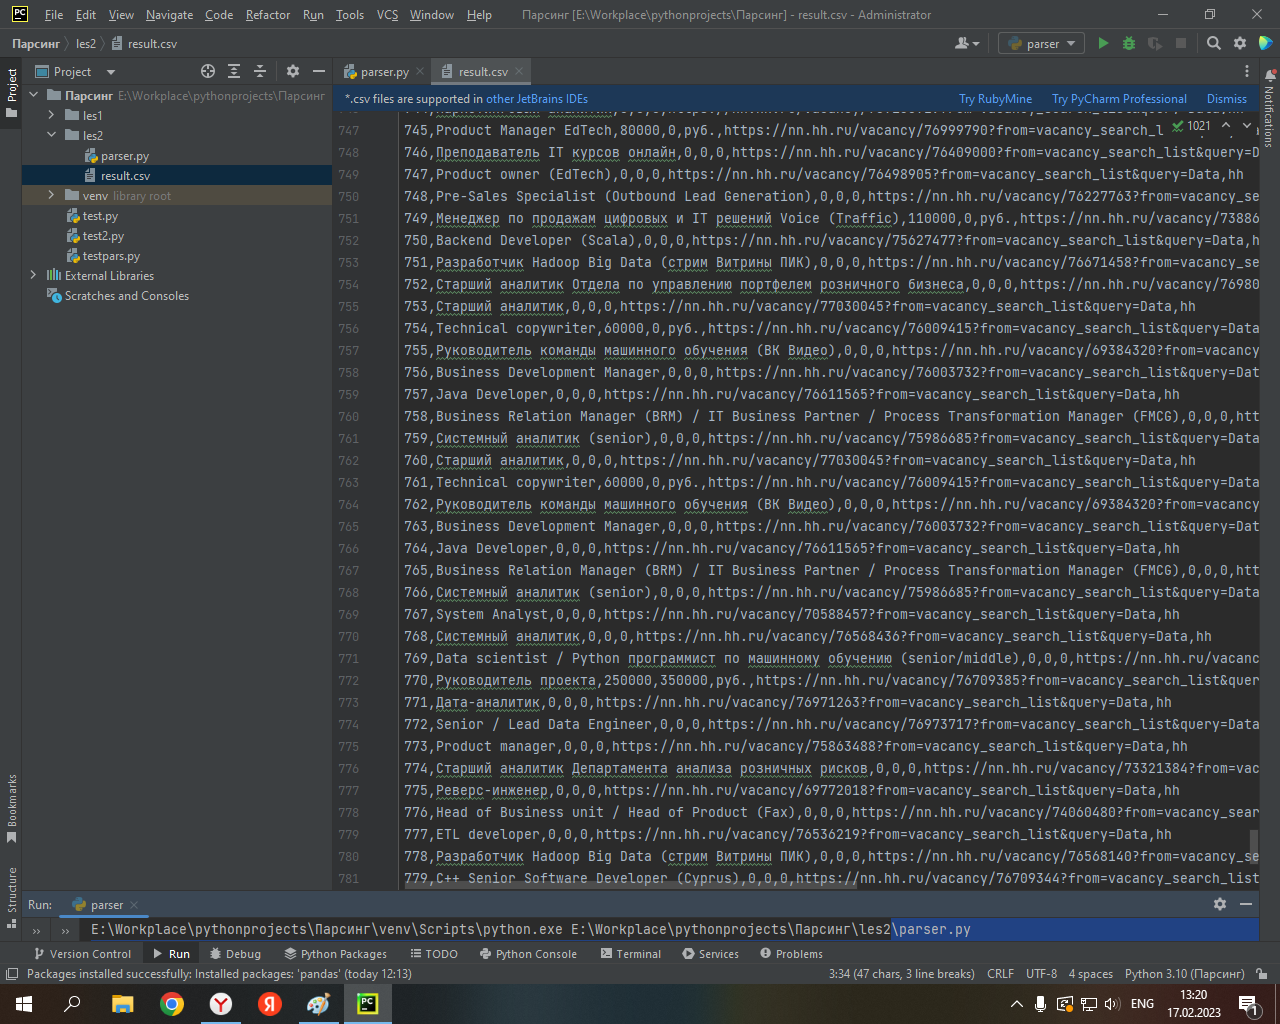 PC File Edit View Navigate Code Refactor Run Tools VCS Window Help Парсинг [E:\Workplace\pythonprojects\Парсинг] - result.csv - Administrator
Парсинг les2 result.csv parser
Project parser.py result.csv
Project
Парсинг E:\Workplace\pythonprojects\Парсинг
les1
les2
parser.py
result.csv
venv library root
test.py
test2.py
testpars.py
External Libraries
Scratches and Consoles
*.csv files are supported in other JetBrains IDEs Try RubyMine Try PyCharm Professional Dismiss
Notifications
1021
747 745,Product Manager EdTech,80000,0,руб.,https://nn.hh.ru/vacancy/76999790?from=vacancy_search_l
748 746,Преподаватель IT курсов онлайн,0,0,0,https://nn.hh.ru/vacancy/76409000?from=vacancy_search_list&query=D
749 747,Product owner (EdTech),0,0,0,https://nn.hh.ru/vacancy/76498905?from=vacancy_search_list&query=Data,hh
750 748,Pre-Sales Specialist (Outbound Lead Generation),0,0,0,https://nn.hh.ru/vacancy/76227763?from=vacancy_se
751 749,Менеджер по продажам цифровых и IT решений Voice (Traffic),110000,0,руб.,https://nn.hh.ru/vacancy/73886
752 750,Backend Developer (Scala),0,0,0,https://nn.hh.ru/vacancy/75627477?from=vacancy_search_list&query=Data,h
753 751,Разработчик Hadoop Big Data (стрим Витрины ПИК),0,0,0,https://nn.hh.ru/vacancy/76671458?from=vacancy_se
754 752,Старший аналитик Отдела по управлению портфелем розничного бизнеса,0,0,0,https://nn.hh.ru/vacancy/76980
755 753,Старший аналитик,0,0,0,https://nn.hh.ru/vacancy/77030045?from=vacancy_search_list&query=Data,hh
756 754,Technical copywriter,60000,0,руб.,https://nn.hh.ru/vacancy/76009415?from=vacancy_search_list&query=Data
757 755,Руководитель команды машинного обучения (ВК Видео),0,0,0,https://nn.hh.ru/vacancy/69384320?from=vacancy
758 756,Business Development Manager,0,0,0,https://nn.hh.ru/vacancy/76003732?from=vacancy_search_list&query=Dat
759 757,Java Developer,0,0,0,https://nn.hh.ru/vacancy/76611565?from=vacancy_search_list&query=Data,hh
760 758,Business Relation Manager (BRM) / IT Business Partner / Process Transformation Manager (FMCG),0,0,0,htt
761 759,Системный аналитик (senior),0,0,0,https://nn.hh.ru/vacancy/75986685?from=vacancy_search_list&query=Data
762 760,Старший аналитик,0,0,0,https://nn.hh.ru/vacancy/77030045?from=vacancy_search_list&query=Data,hh
763 761,Technical copywriter,60000,0,руб.,https://nn.hh.ru/vacancy/76009415?from=vacancy_search_list&query=Data
764 762,Руководитель команды машинного обучения (ВК Видео),0,0,0,https://nn.hh.ru/vacancy/69384320?from=vacancy
765 763,Business Development Manager,0,0,0,https://nn.hh.ru/vacancy/76003732?from=vacancy_search_list&query=Dat
766 764,Java Developer,0,0,0,https://nn.hh.ru/vacancy/76611565?from=vacancy_search_list&query=Data,hh
767 765,Business Relation Manager (BRM) / IT Business Partner / Process Transformation Manager (FMCG),0,0,0,htt
768 766,Системный аналитик (senior),0,0,0,https://nn.hh.ru/vacancy/75986685?from=vacancy_search_list&query=Data
769 767,System Analyst,0,0,0,https://nn.hh.ru/vacancy/70588457?from=vacancy_search_list&query=Data,hh
770 768,Системный аналитик,0,0,0,https://nn.hh.ru/vacancy/76568436?from=vacancy_search_list&query=Data,hh
771 769,Data scientist / Python программист по машинному обучению (senior/middle),0,0,0,https://nn.hh.ru/vacanc
772 770,Руководитель проекта,250000,350000,руб.,https://nn.hh.ru/vacancy/76709385?from=vacancy_search_list&quer
773 771,Дата-аналитик,0,0,0,https://nn.hh.ru/vacancy/76971263?from=vacancy_search_list&query=Data,hh
774 772,Senior / Lead Data Engineer,0,0,0,https://nn.hh.ru/vacancy/76973717?from=vacancy_search_list&query=Data
775 773,Product manager,0,0,0,https://nn.hh.ru/vacancy/75863488?from=vacancy_search_list&query=Data,hh
776 774,Старший аналитик Департамента анализа розничных рисков,0,0,0,https://nn.hh.ru/vacancy/73321384?from=vac
777 775,Реверс-инженер,0,0,0,https://nn.hh.ru/vacancy/69772018?from=vacancy_search_list&query=Data,hh
778 776,Head of Business unit / Head of Product (Fax),0,0,0,https://nn.hh.ru/vacancy/74060480?from=vacancy_sear
779 777,ETL developer,0,0,0,https://nn.hh.ru/vacancy/76536219?from=vacancy_search_list&query=Data,hh
780 778,Разработчик Hadoop Big Data (стрим Витрины ПИК),0,0,0,https://nn.hh.ru/vacancy/76568140?from=vacancy_se
781 779,C++ Senior Software Developer (Cyprus),0,0,0,https://nn.hh.ru/vacancy/76709344?from=vacancy_search_list
Bookmarks
Structure
Run: parser
E:\Workplace\pythonprojects\Парсинг\venv\Scripts\python.exe E:\Workplace\pythonprojects\Парсинг\les2\parser.py
Version Control Run Debug Python Packages TODO Python Console Terminal Services Problems
Packages installed successfully: Installed packages: 'pandas' (today 12:13) 3:34 (47 chars, 3 line breaks) CRLF UTF-8 4 spaces Python 3.10 (Парсинг)
Y Я PC ENG 13:20
17.02.2023
1